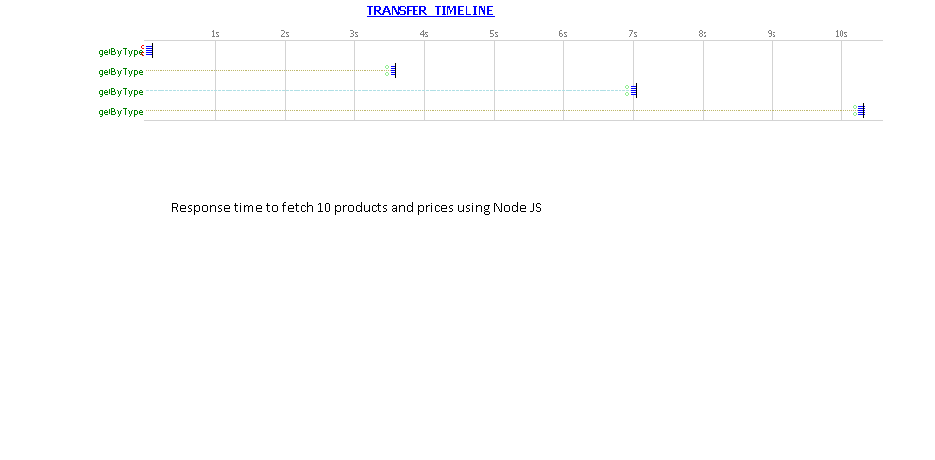 TRANSFER TIMELINE
1s 2s 3s 4s 5s 6s 7s 8s 9s 10s
getByType
getByType
getByType
getByType
Response time to fetch 10 products and prices using Node JS